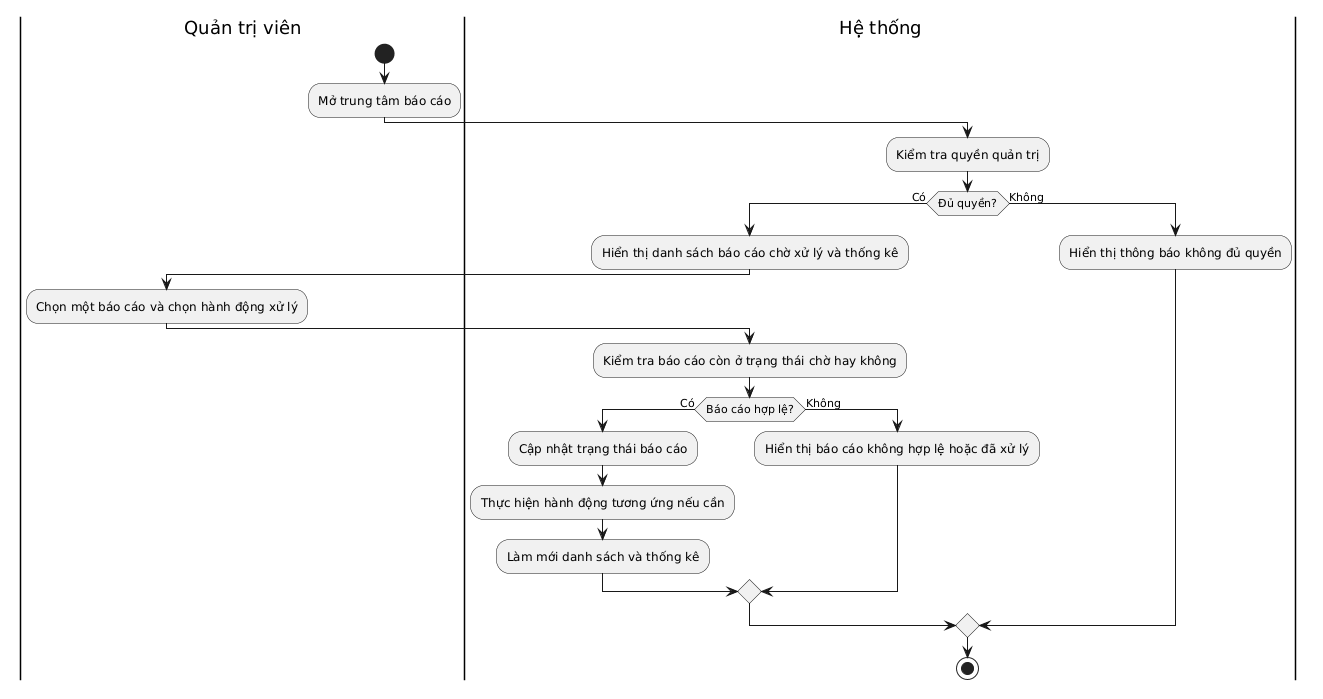 Quản trị viên
Hệ thống
Mở trung tâm báo cáo
Kiểm tra quyền quản trị
Có
Đủ quyền?
Không
Hiển thị danh sách báo cáo chờ xử lý và thống kê
Hiển thị thông báo không đủ quyền
Chọn một báo cáo và chọn hành động xử lý
Kiểm tra báo cáo còn ở trạng thái chờ hay không
Có
Báo cáo hợp lệ?
Không
Cập nhật trạng thái báo cáo
Hiển thị báo cáo không hợp lệ hoặc đã xử lý
Thực hiện hành động tương ứng nếu cần
Làm mới danh sách và thống kê